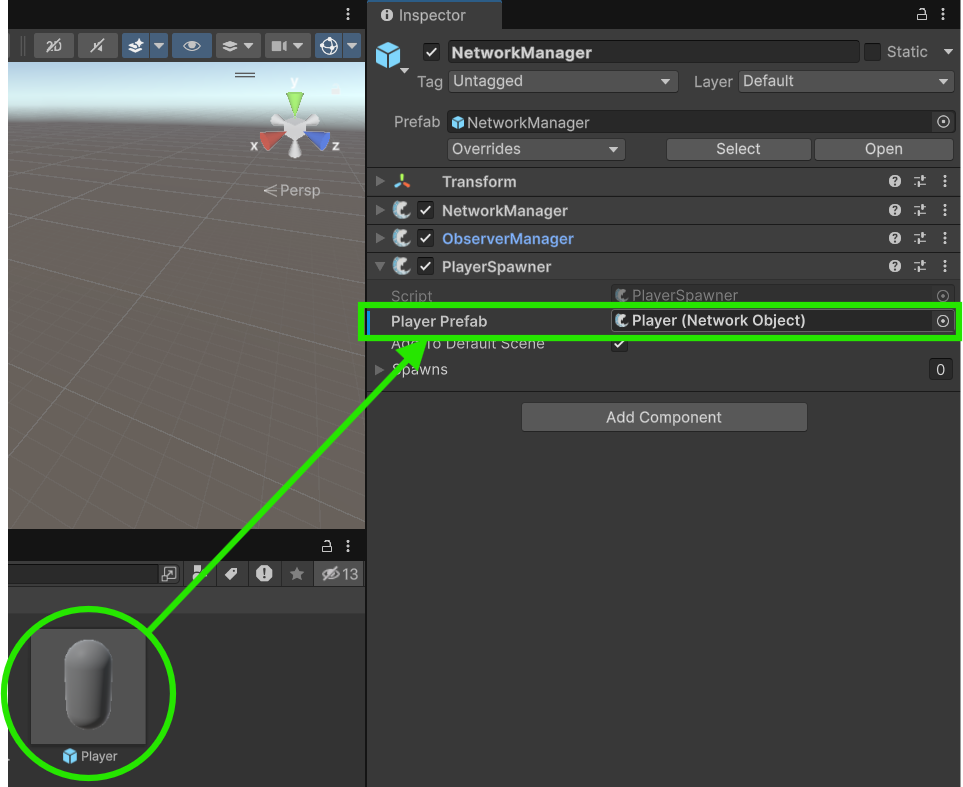 Inspector
2D
NetworkManager
Static
Tag
Untagged
Layer
Default
Prefab
NetworkManager
Overrides
Select
Open
y
x
z
Persp
Transform
NetworkManager
ObserverManager
PlayerSpawner
Script
PlayerSpawner
Player Prefab
Player (Network Object)
Add To Default Scene
Spawns
0
Add Component
13
Player